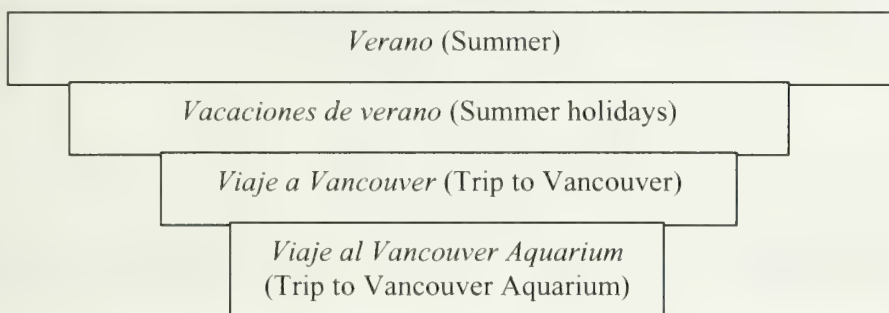 Verano (Summer)
Vacaciones de verano (Summer holidays)
Viaje a Vancouver (Trip to Vancouver)
Viaje al Vancouver Aquarium
(Trip to Vancouver Aquarium)